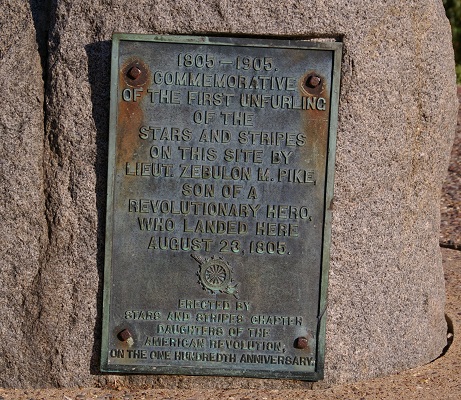 1805 — 1905.
COMMEMORATIVE
OF THE FIRST UNFURLING
OF THE
STARS AND STRIPES
ON THIS SITE BY
LIEUT. ZEBULON M. PIKE,
SON OF A
REVOLUTIONARY HERO,
WHO LANDED HERE
AUGUST 23, 1805.
ERECTED BY
STARS AND STRIPES CHAPTER
DAUGHTERS OF THE
AMERICAN REVOLUTION,
ON THE ONE HUNDREDTH ANNIVERSARY.